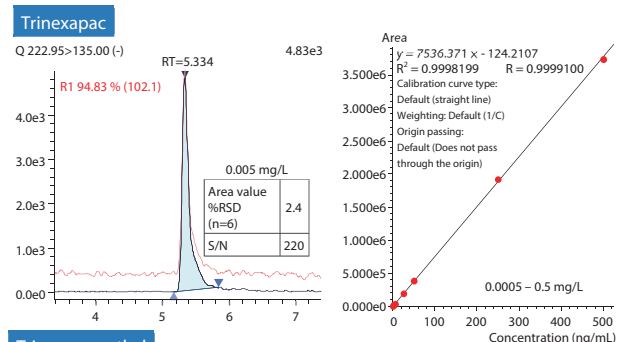 Trinexapac
Q 222.95>135.00 (-)
4.83e3
RT=5.334
R1 94.83 % (102.1)
4.0e3
3.0e3
2.0e3
1.0e3
0.0e0
4 5 6 7
0.005 mg/L
Area value
%RSD
(n=6)
2.4
S/N 220
Area
y = 7536.371 x - 124.2107
R² = 0.9998199 R = 0.9999100
Calibration curve type:
Default (straight line)
Weighting: Default (1/C)
Origin passing:
Default (Does not pass
through the origin)
3.500e6
3.000e6
2.500e6
2.000e6
1.500e6
1.000e6
5.000e5
0.000e0
0.0005 – 0.5 mg/L
0 100 200 300 400 500
Concentration (ng/mL)